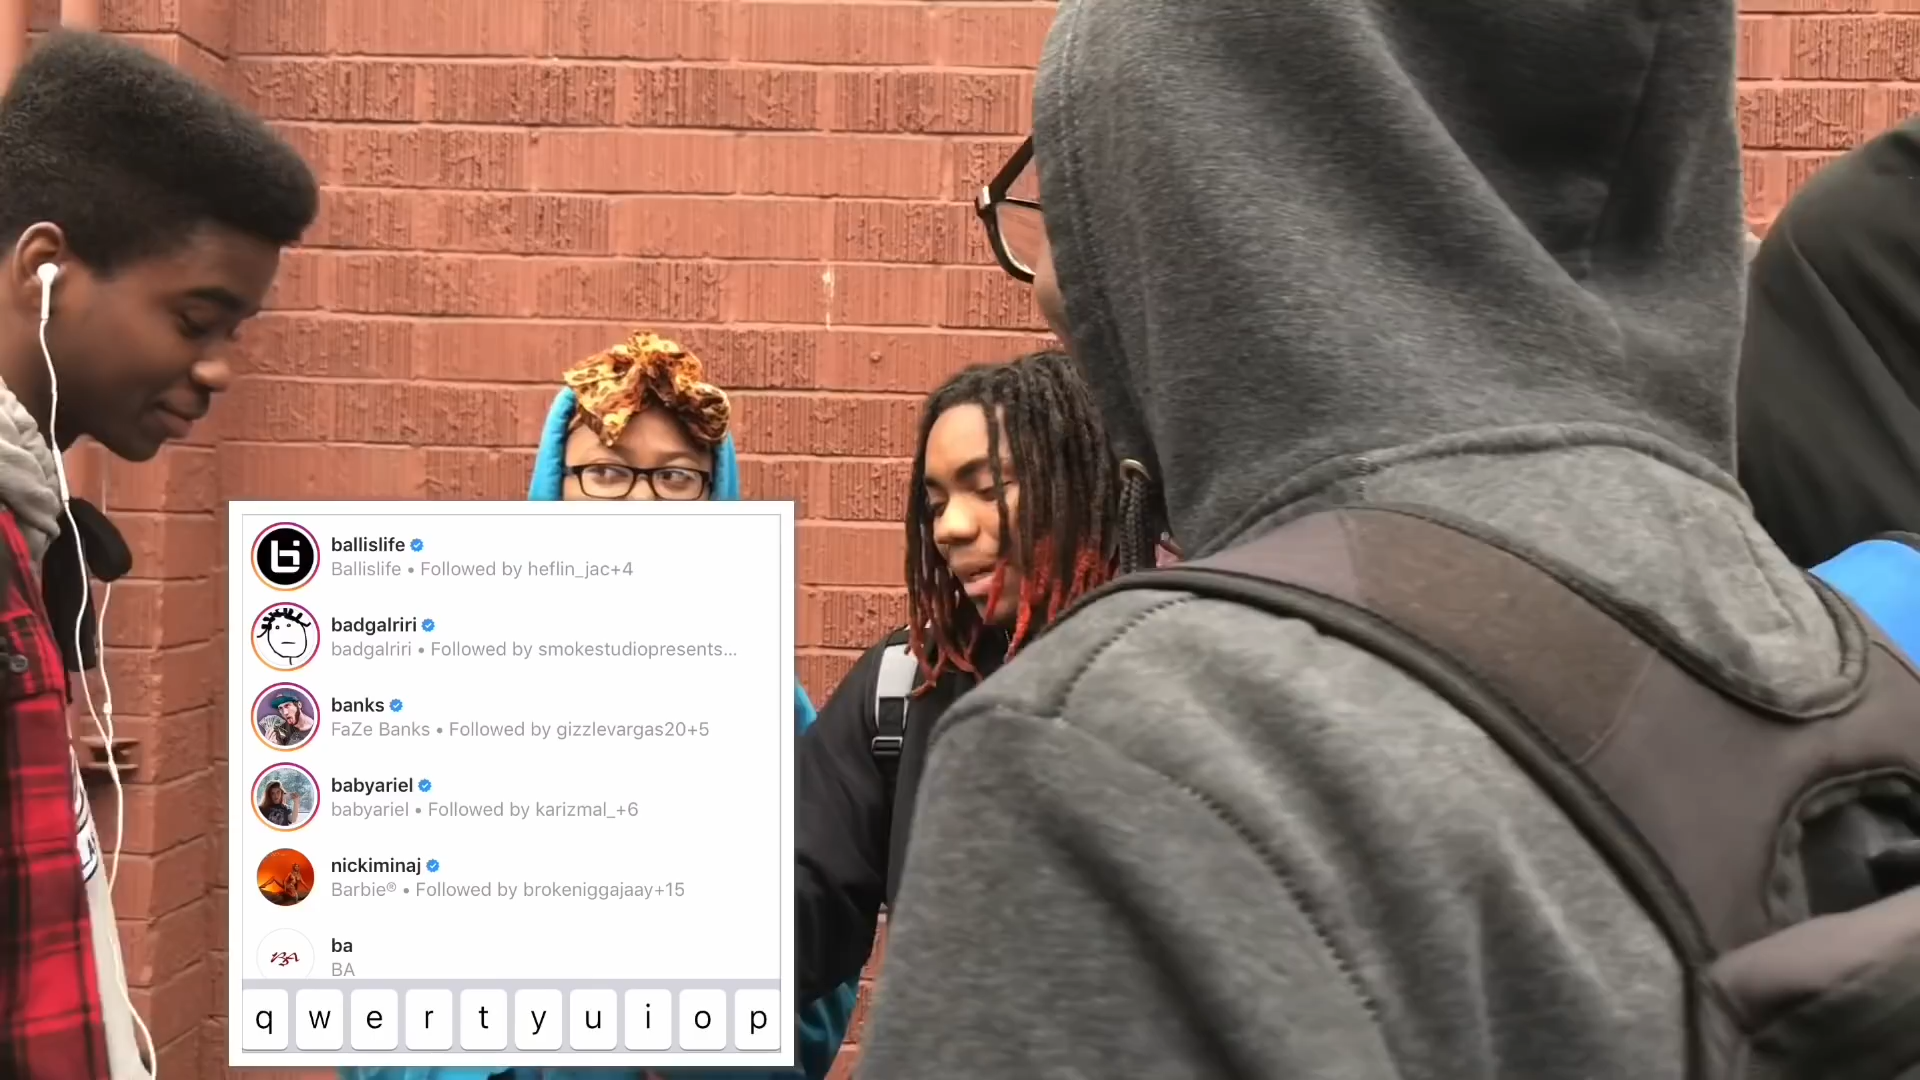 ballislife
Ballislife • Followed by heflin_jac+4
badgalriri
badgalriri • Followed by smokestudiopresents...
banks
FaZe Banks • Followed by gizzlevargas20+5
babyariel
babyariel • Followed by karizmal_+6
nickiminaj
Barbie® • Followed by brokeniggajaay+15
ba
BA
BA
q w e r t y u i o p